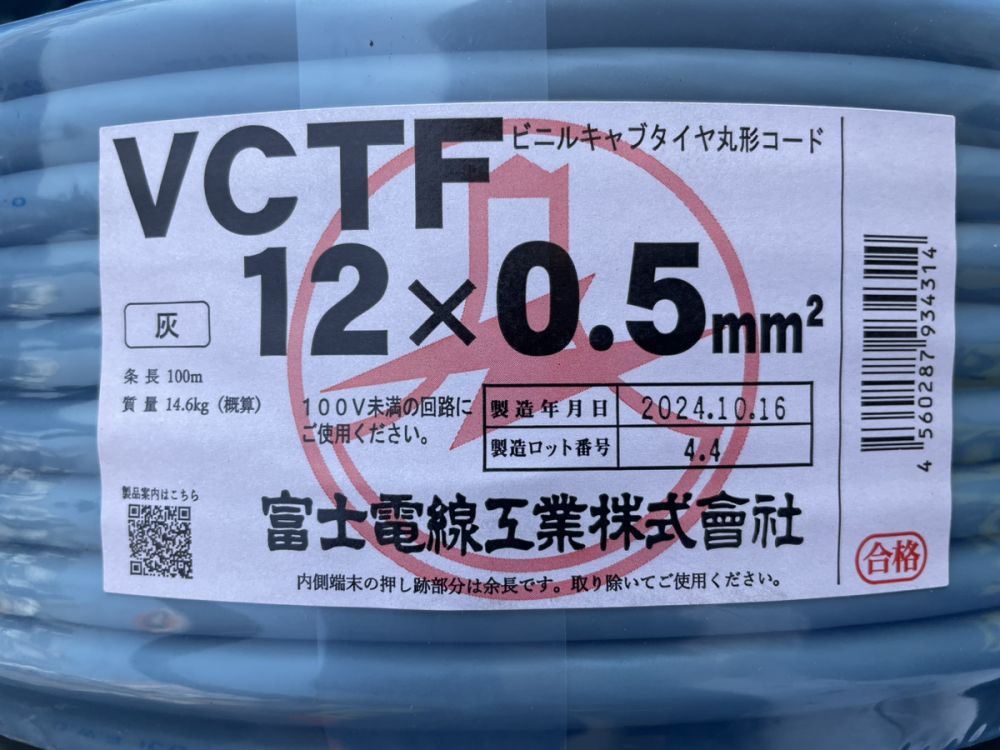 VCTF
ビニルキャブタイヤ丸形コード
12×0.5mm²
灰
条長 100m
質量 14.6kg (概算)
100V未満の回路に
ご使用ください。
製造年月日 2024.10.16
製造ロット番号 4.4
製品案内はこちら
富士電線工業株式會社
内側端末の押し跡部分は余長です。取り除いてご使用ください。
4560287934314
合格